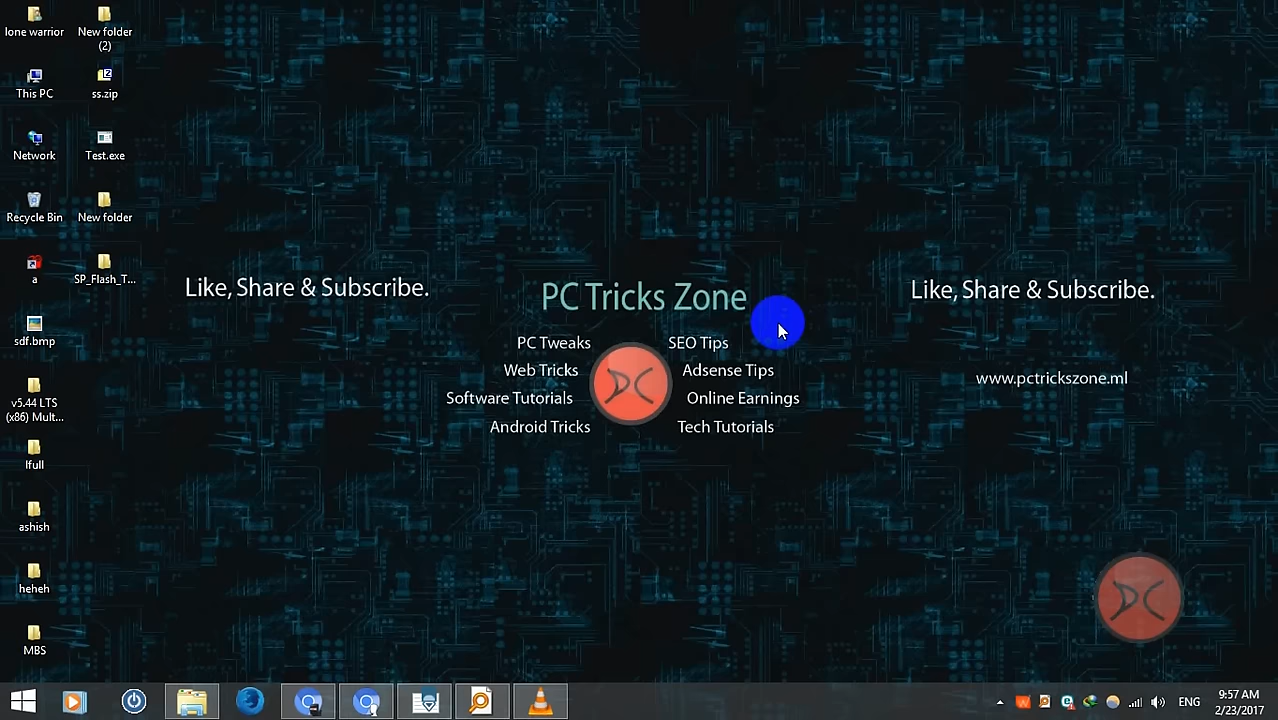 lone warrior
New folder
(2)
This PC
ss.zip
Network
Test.exe
Recycle Bin
New folder
a
SP_Flash_T...
sdf.bmp
v5.44 LTS
(x86) Mult...
lfull
ashish
heheh
MBS
Like, Share & Subscribe.
PC Tricks Zone
PC Tweaks
SEO Tips
Web Tricks
Adsense Tips
Software Tutorials
Online Earnings
Android Tricks
Tech Tutorials
Like, Share & Subscribe.
www.pctrickszone.ml
ENG
9:57 AM
2/23/2017